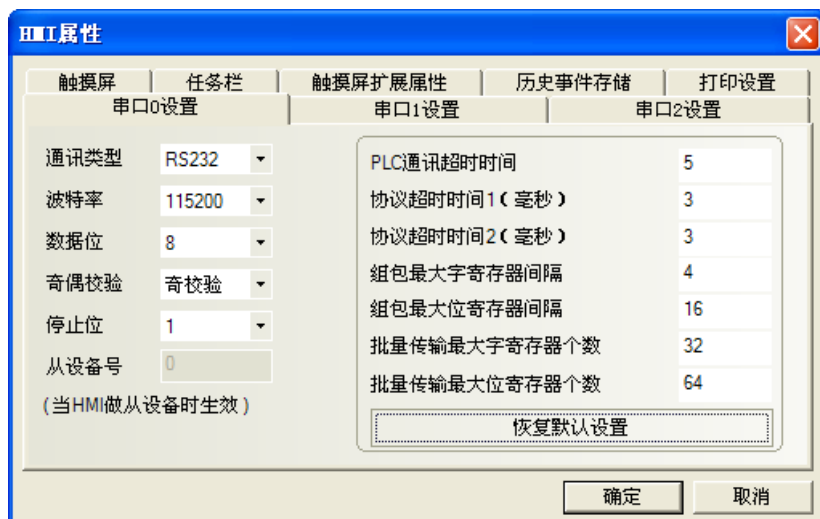 HMI属性
触摸屏 任务栏 触摸屏扩展属性 历史事件存储 打印设置
串口0设置 串口1设置 串口2设置
通讯类型 RS232
波特率 115200
数据位 8
奇偶校验 奇校验
停止位 1
从设备号 0
(当HMI做从设备时生效)
PLC通讯超时时间 5
协议超时时间1(毫秒) 3
协议超时时间2(毫秒) 3
组包最大字寄存器间隔 4
组包最大位寄存器间隔 16
批量传输最大字寄存器个数 32
批量传输最大位寄存器个数 64
恢复默认设置
确定 取消